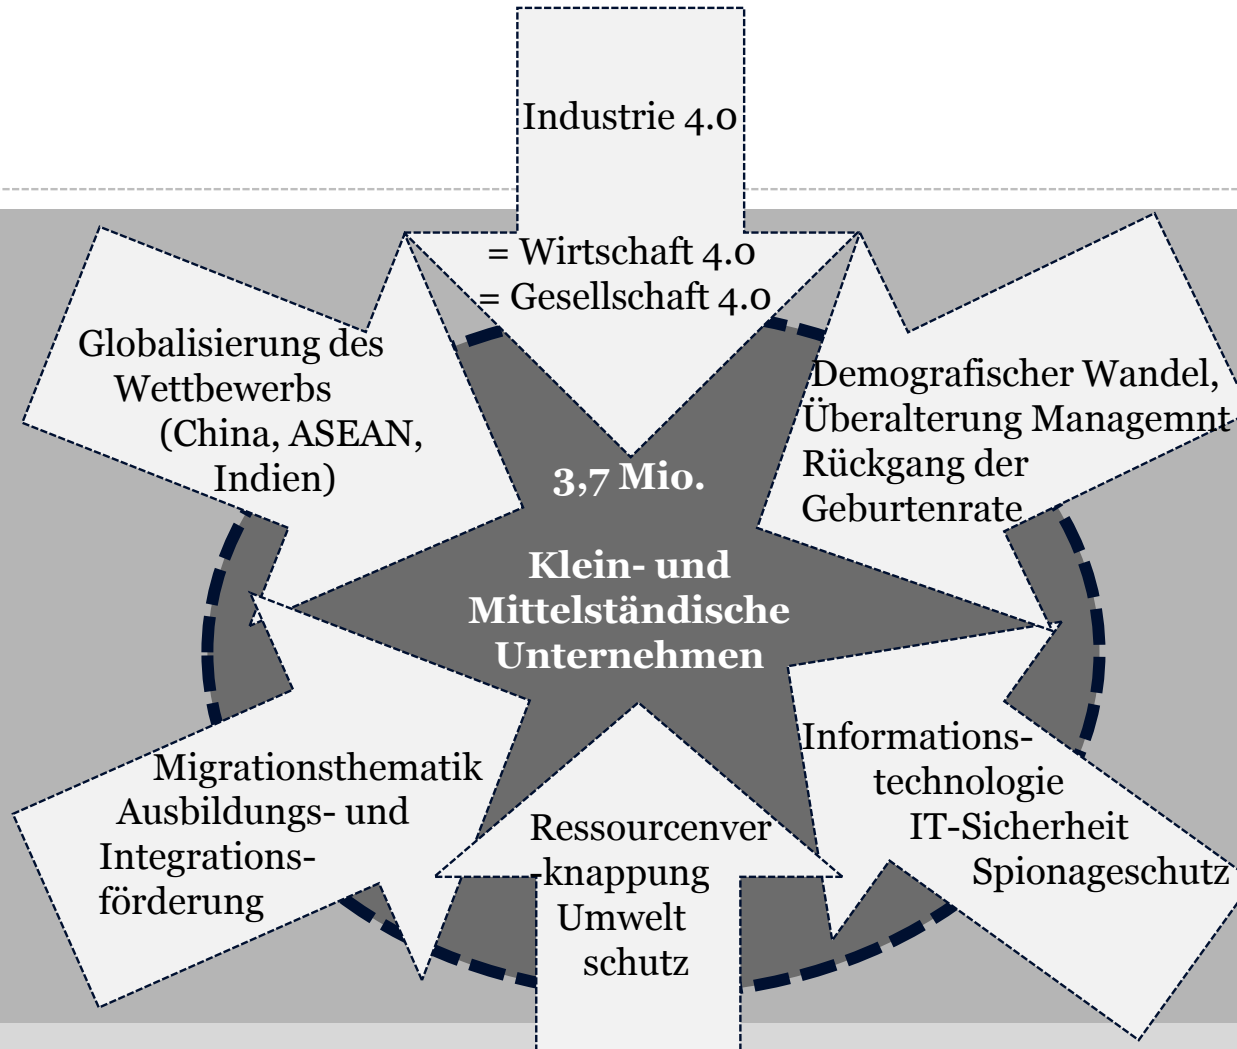 Industrie 4.0
= Wirtschaft 4.0
= Gesellschaft 4.0
Globalisierung des
Wettbewerbs
(China, ASEAN,
Indien)
Demografischer Wandel,
Überalterung Managemnt
Rückgang der
Geburtenrate
3,7 Mio.
Klein- und
Mittelständische
Unternehmen
Migrationsthematik
Ausbildungs- und
Integrations-
förderung
Ressourcenver
-knappung
Umwelt
schutz
Informations-
technologie
IT-Sicherheit
Spionageschutz